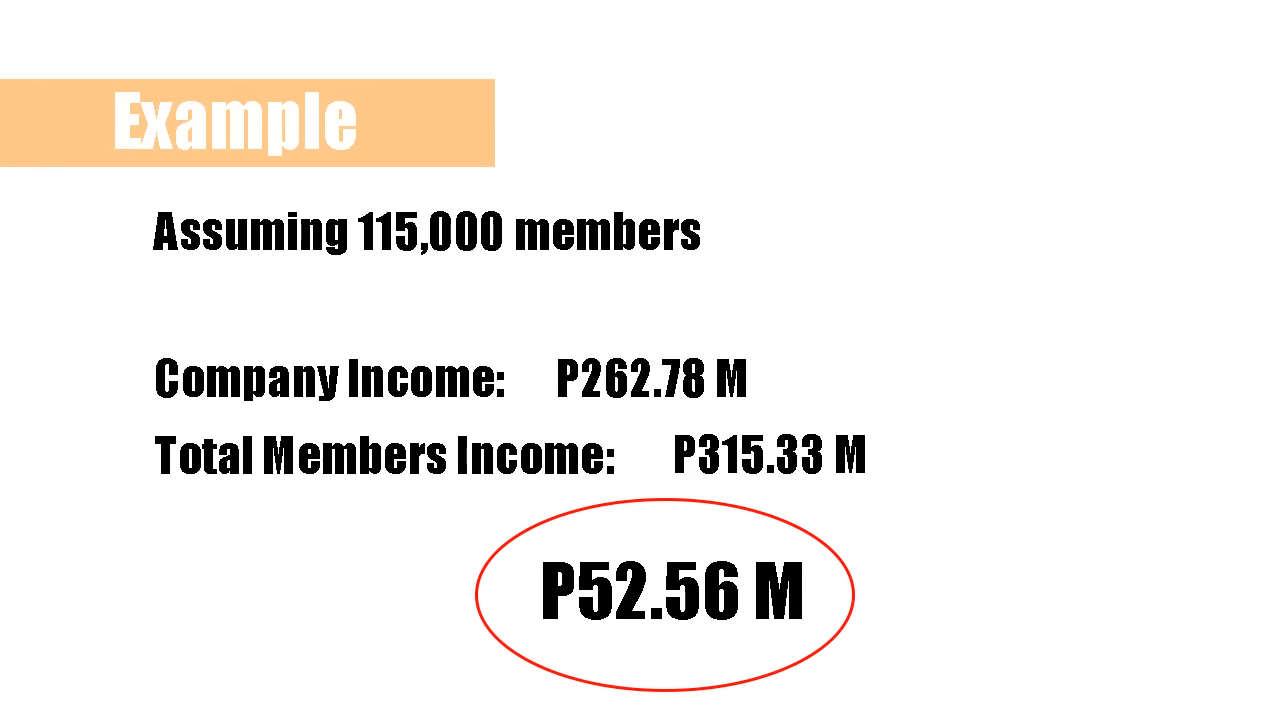 Example
Assuming 115,000 members
Company Income: P262.78 M
Total Members Income: P315.33 M
P52.56 M